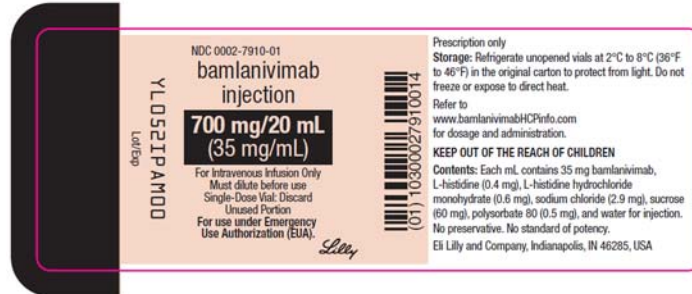 YL052IPAM00
Lot/Exp
NDC 0002-7910-01
bamlanivimab
injection
700 mg/20 mL
(35 mg/mL)
For Intravenous Infusion Only
Must dilute before use
Single-Dose Vial: Discard
Unused Portion
For use under Emergency
Use Authorization (EUA).
Lilly
(01) 10300027910014
Prescription only
Storage: Refrigerate unopened vials at 2°C to 8°C (36°F
to 46°F) in the original carton to protect from light. Do not
freeze or expose to direct heat.
Refer to
www.bamlanivimabHCPinfo.com
for dosage and administration.
KEEP OUT OF THE REACH OF CHILDREN
Contents: Each mL contains 35 mg bamlanivimab,
L-histidine (0.4 mg), L-histidine hydrochloride
monohydrate (0.6 mg), sodium chloride (2.9 mg), sucrose
(60 mg), polysorbate 80 (0.5 mg), and water for injection.
No preservative. No standard of potency.
Eli Lilly and Company, Indianapolis, IN 46285, USA